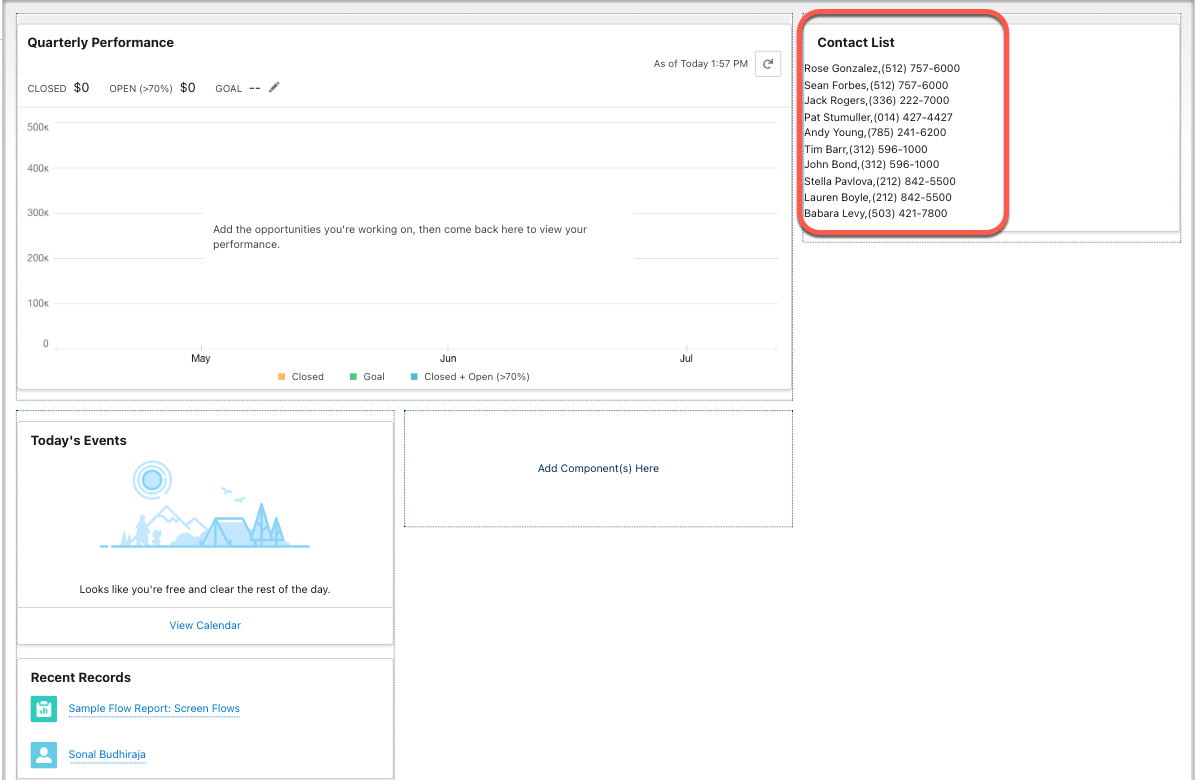 Quarterly Performance
As of Today 1:57 PM
CLOSED $0 OPEN (>70%) $0 GOAL --
500K
400K
300K
200K
100K
0
Add the opportunities you're working on, then come back here to view your
performance.
May Jun Jul
Closed Goal Closed + Open (>70%)
Contact List
Rose Gonzalez,(512) 757-6000
Sean Forbes,(512) 757-6000
Jack Rogers,(336) 222-7000
Pat Stumuller,(014) 427-4427
Andy Young,(785) 241-6200
Tim Barr,(312) 596-1000
John Bond,(312) 596-1000
Stella Pavlova,(212) 842-5500
Lauren Boyle,(212) 842-5500
Babara Levy,(503) 421-7800
Today's Events
Looks like you're free and clear the rest of the day.
View Calendar
Add Component(s) Here
Recent Records
Sample Flow Report: Screen Flows
Sonal Budhiraja